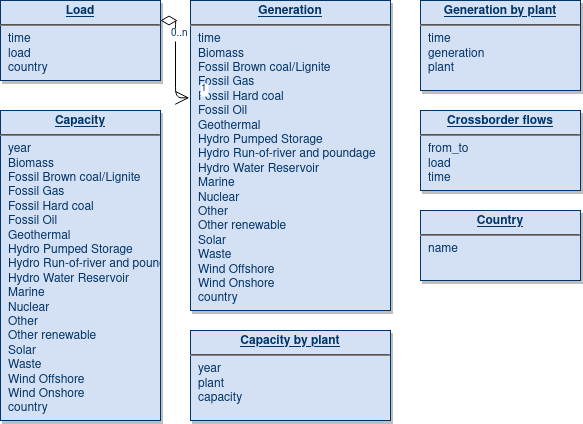 Load
time
load
country
0..n
1
Generation
time
Biomass
Fossil Brown coal/Lignite
Fossil Gas
Fossil Hard coal
Fossil Oil
Geothermal
Hydro Pumped Storage
Hydro Run-of-river and poundage
Hydro Water Reservoir
Marine
Nuclear
Other
Other renewable
Solar
Waste
Wind Offshore
Wind Onshore
country
Generation by plant
time
generation
plant
Capacity
year
Biomass
Fossil Brown coal/Lignite
Fossil Gas
Fossil Hard coal
Fossil Oil
Geothermal
Hydro Pumped Storage
Hydro Run-of-river and poun
Hydro Water Reservoir
Marine
Nuclear
Other
Other renewable
Solar
Waste
Wind Offshore
Wind Onshore
country
Crossborder flows
from_to
load
time
Country
name
Capacity by plant
year
plant
capacity